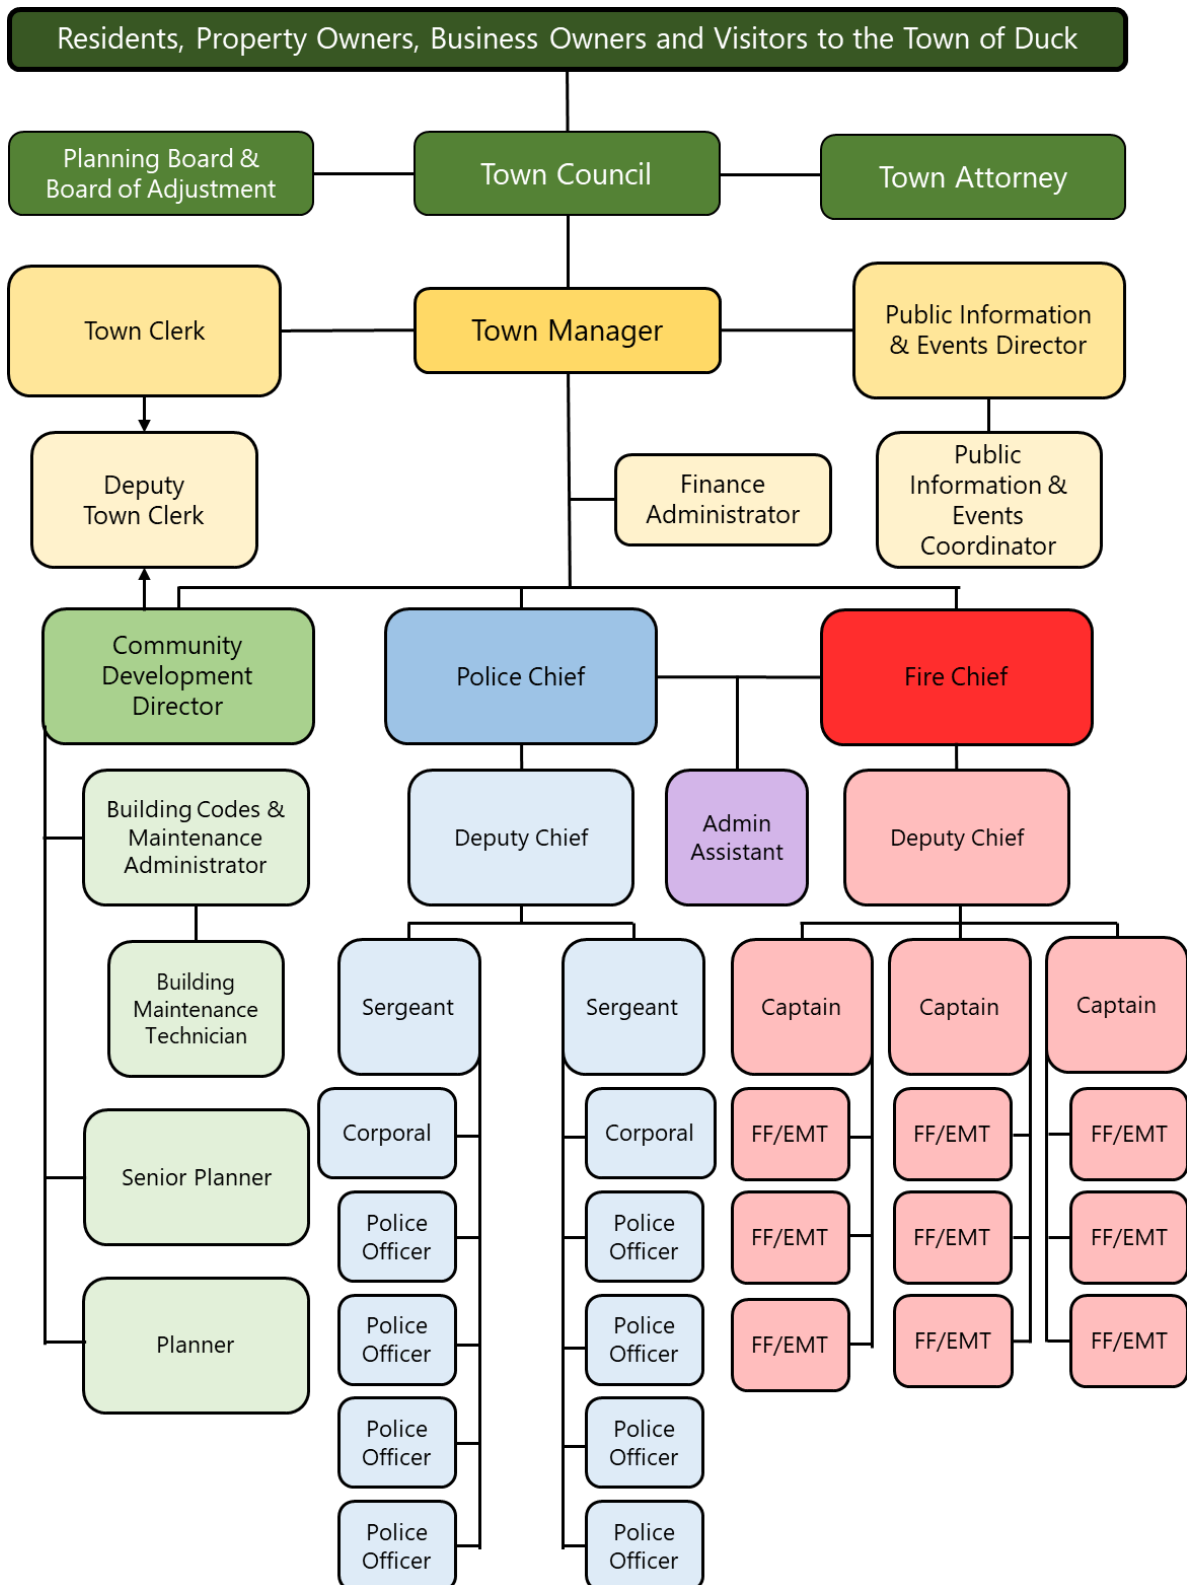 Residents, Property Owners, Business Owners and Visitors to the Town of Duck
Planning Board &
Board of Adjustment
Town Council
Town Attorney
Town Clerk
Town Manager
Public Information
& Events Director
Deputy
Town Clerk
Finance
Administrator
Public
Information &
Events
Coordinator
Community
Development
Director
Police Chief
Fire Chief
Building Codes &
Maintenance
Administrator
Deputy Chief
Admin
Assistant
Deputy Chief
Building
Maintenance
Technician
Sergeant
Sergeant
Captain
Captain
Captain
Corporal
Corporal
FF/EMT
FF/EMT
FF/EMT
Senior Planner
Police
Officer
Police
Officer
FF/EMT
FF/EMT
FF/EMT
Planner
Police
Officer
Police
Officer
FF/EMT
FF/EMT
FF/EMT
Police
Officer
Police
Officer
Police
Officer
Police
Officer